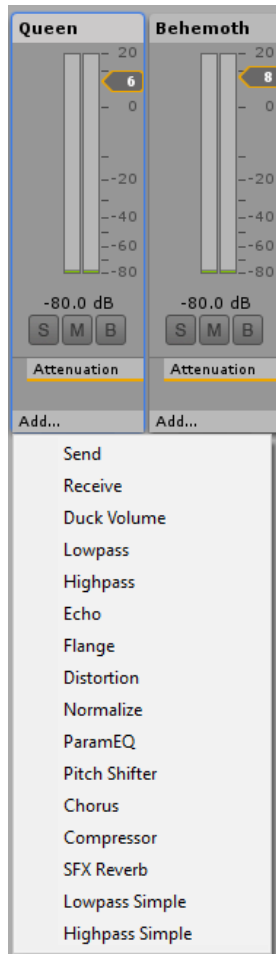 Queen Behemoth
20 20
6 8
0 0
-20 -20
-40 -40
-60 -60
-80 -80
-80.0 dB -80.0 dB
S M B S M B
Attenuation Attenuation
Add... Add...
Send
Receive
Duck Volume
Lowpass
Highpass
Echo
Flange
Distortion
Normalize
ParamEQ
Pitch Shifter
Chorus
Compressor
SFX Reverb
Lowpass Simple
Highpass Simple